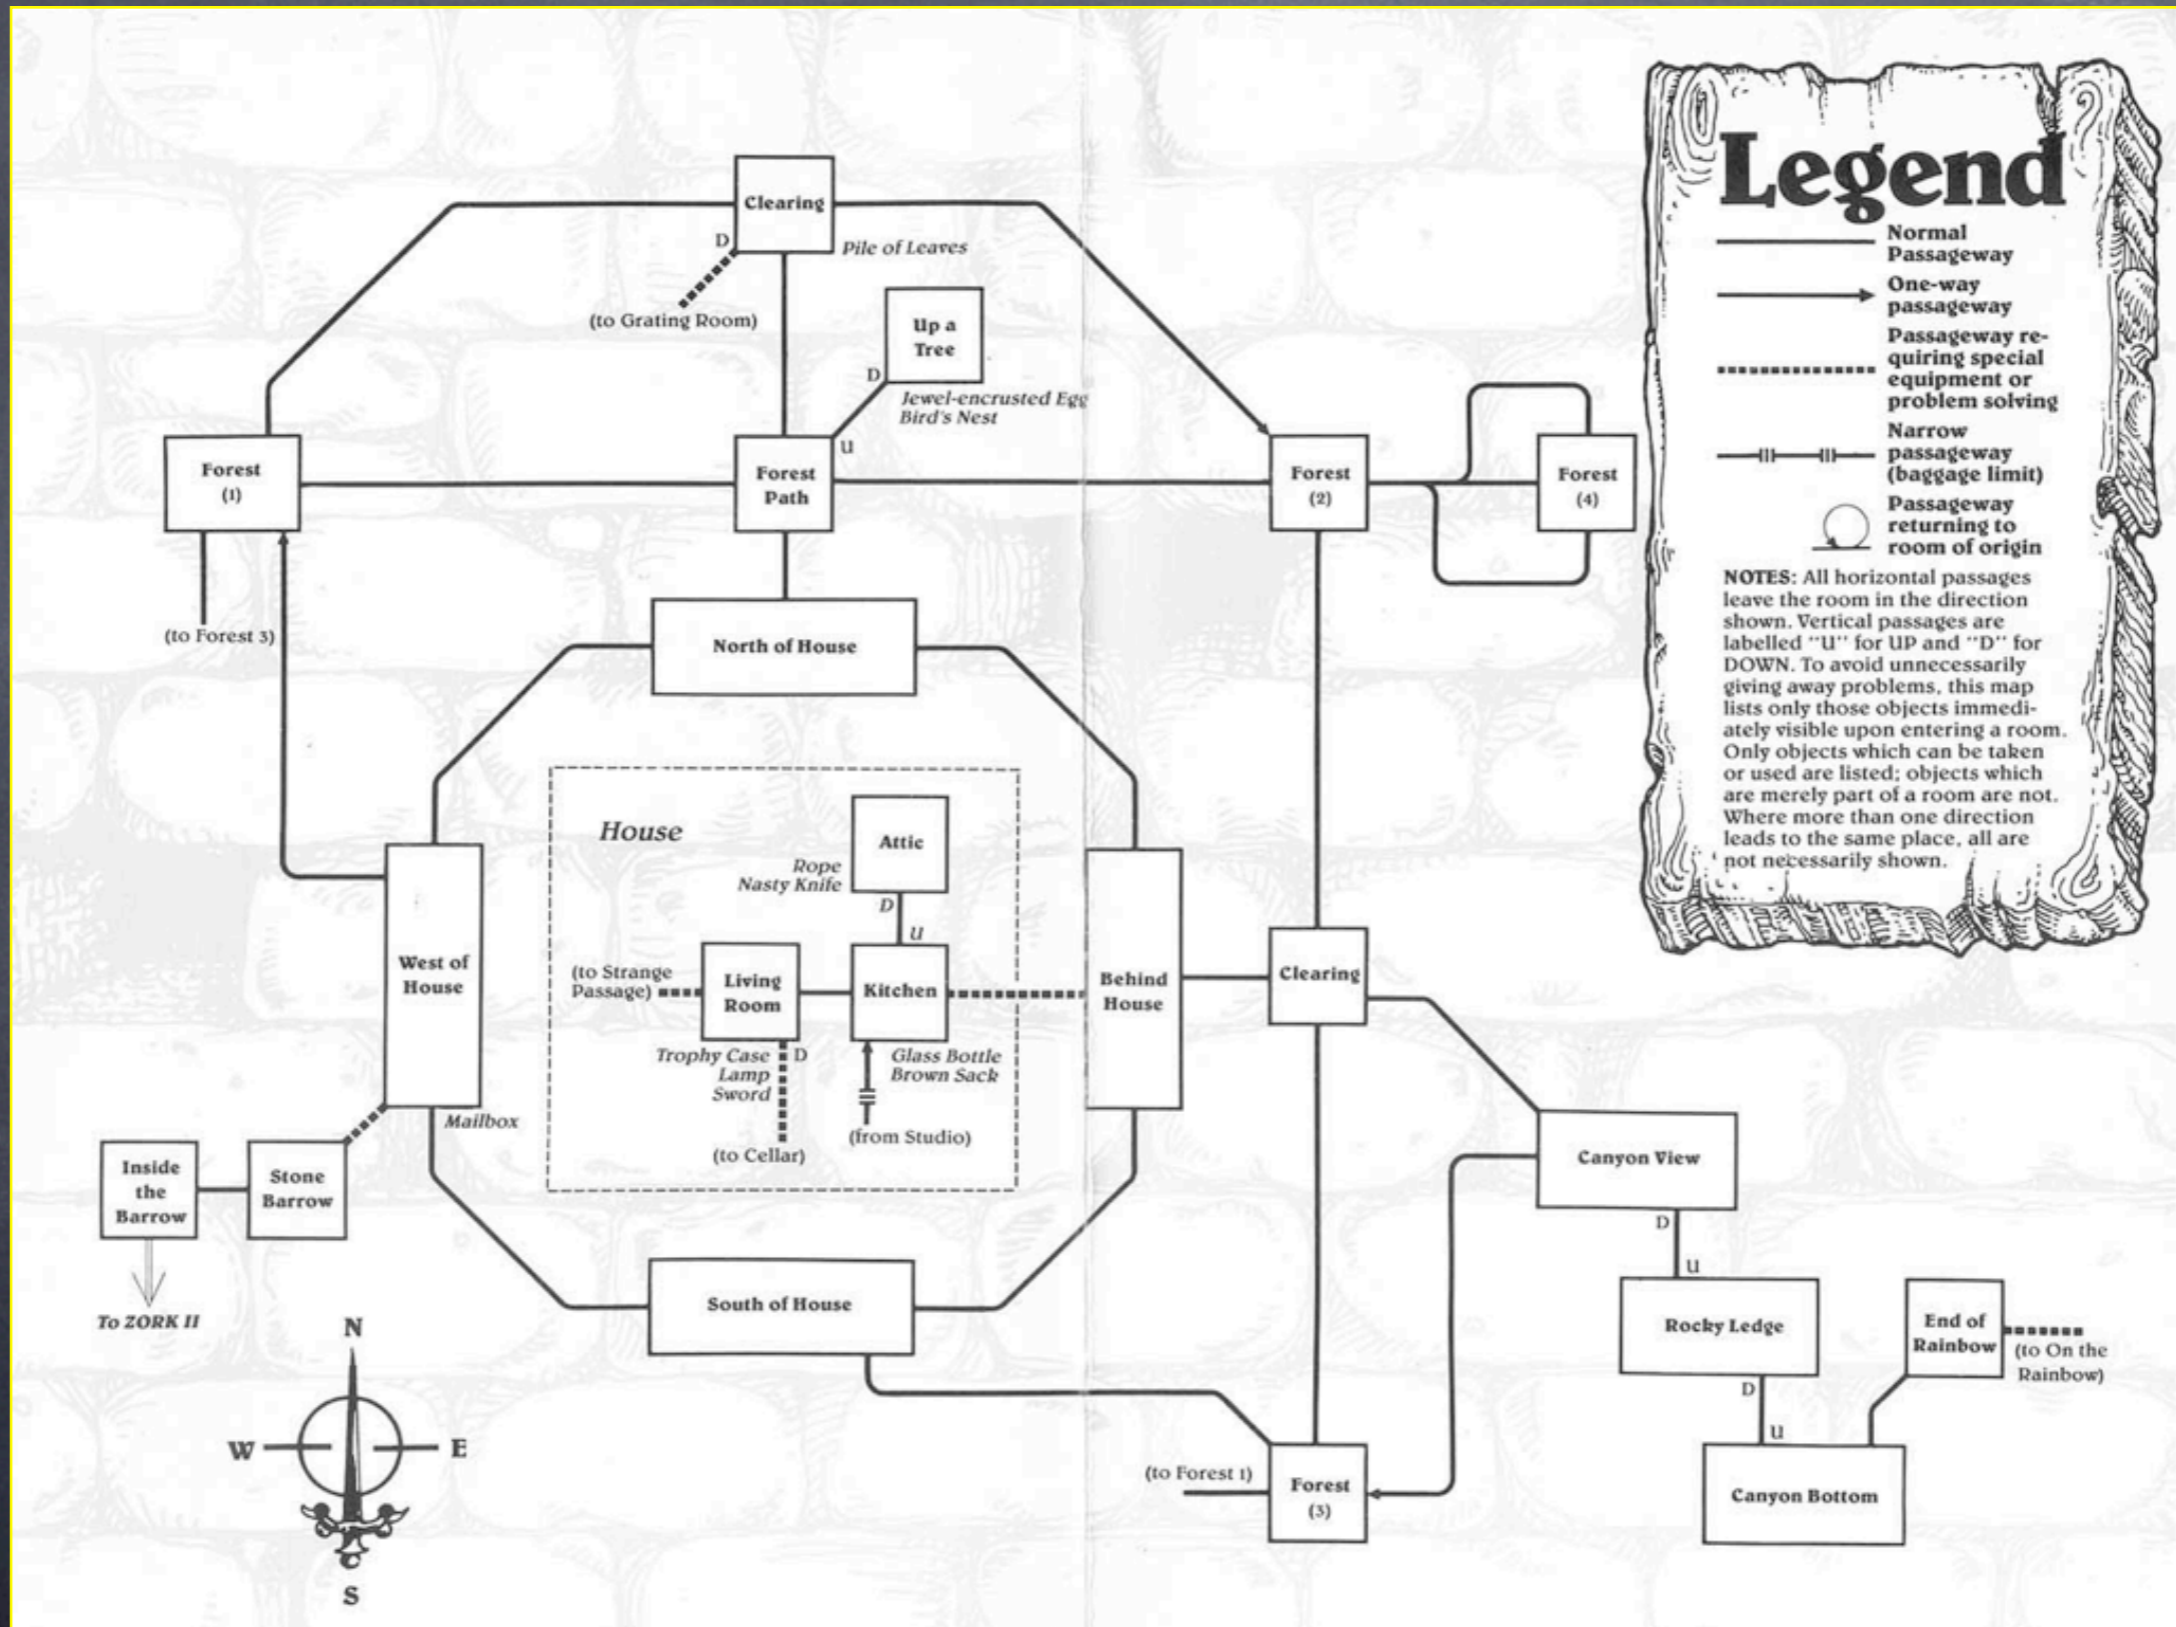 Clearing
D
Pile of Leaves
(to Grating Room)
Up a
Tree
D
Jewel-encrusted Egg
Bird's Nest
U
Forest
(1)
Forest
Path
Forest
(2)
Forest
(4)
(to Forest 3)
North of House
House
Attic
Rope
Nasty Knife
D
U
West of
House
(to Strange
Passage)
Living
Room
Kitchen
Behind
House
Clearing
Trophy Case
Lamp
Sword
D
Glass Bottle
Brown Sack
(to Cellar)
(from Studio)
Mailbox
Inside
the
Barrow
Stone
Barrow
To ZORK II
South of House
Canyon View
D
U
Rocky Ledge
D
U
End of
Rainbow
(to On the
Rainbow)
Canyon Bottom
(to Forest 1)
Forest
(3)
N
W
E
S
Legend
Normal
Passageway
One-way
passageway
Passageway re-
quiring special
equipment or
problem solving
Narrow
passageway
(baggage limit)
Passageway
returning to
room of origin
NOTES: All horizontal passages
leave the room in the direction
shown. Vertical passages are
labelled "U" for UP and "D" for
DOWN. To avoid unnecessarily
giving away problems, this map
lists only those objects immedi-
ately visible upon entering a room.
Only objects which can be taken
or used are listed; objects which
are merely part of a room are not.
Where more than one direction
leads to the same place, all are
not necessarily shown.